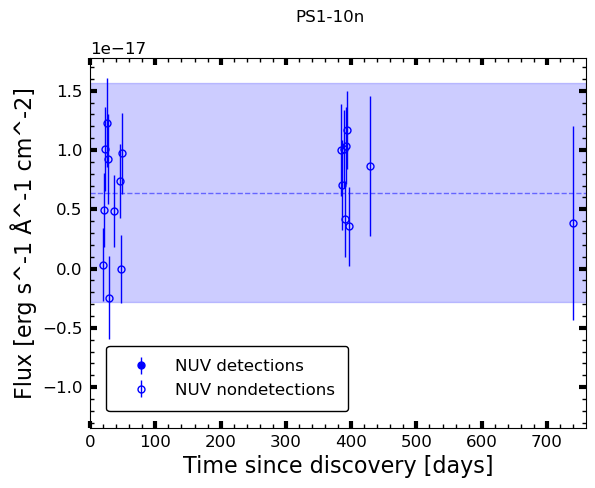 PS1-10n
1e−17
1.5
1.0
0.5
0.0
−0.5
−1.0
Flux [erg s^-1 Å^-1 cm^-2]
NUV detections
NUV nondetections
0 100 200 300 400 500 600 700
Time since discovery [days]